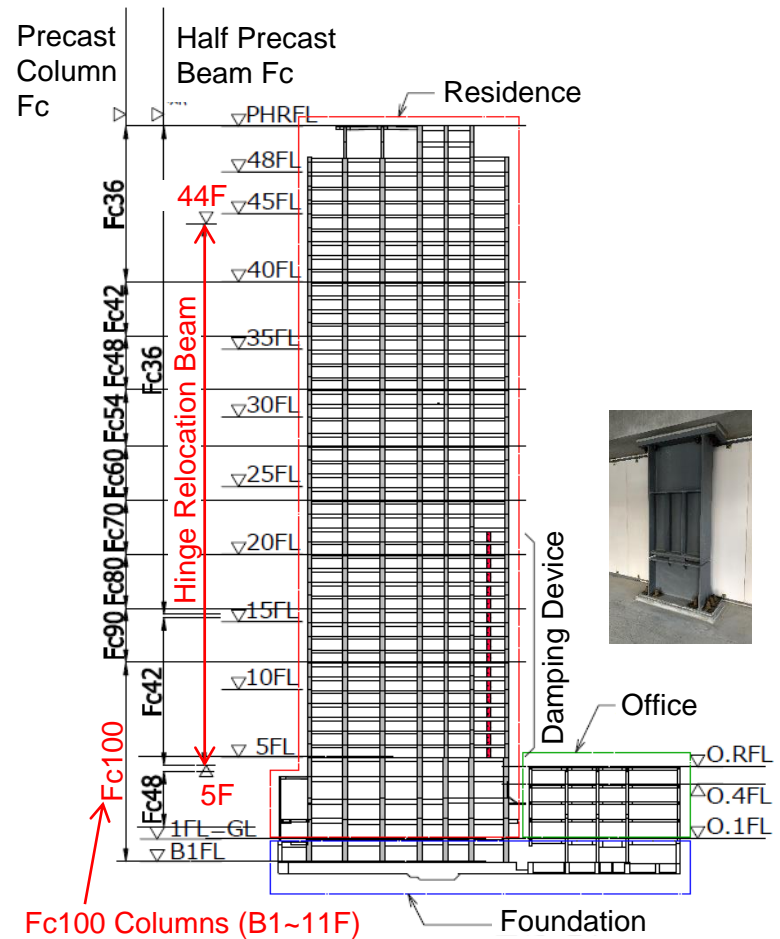 Precast
Column
Fc
Half Precast
Beam Fc
Residence
▽PHRFL
▽48FL
44F
▽45FL
▽40FL
▽35FL
▽30FL
▽25FL
▽20FL
▽15FL
▽10FL
▽5FL
5F
1FL=GL
▽B1FL
Fc36
Fc42
Fc48
Fc54
Fc60
Fc70
Fc80
Fc90
Fc100
Fc36
Fc42
Fc48
Hinge Relocation Beam
Damping Device
Office
O.RFL
O.4FL
O.1FL
Fc100 Columns (B1~11F)
Foundation